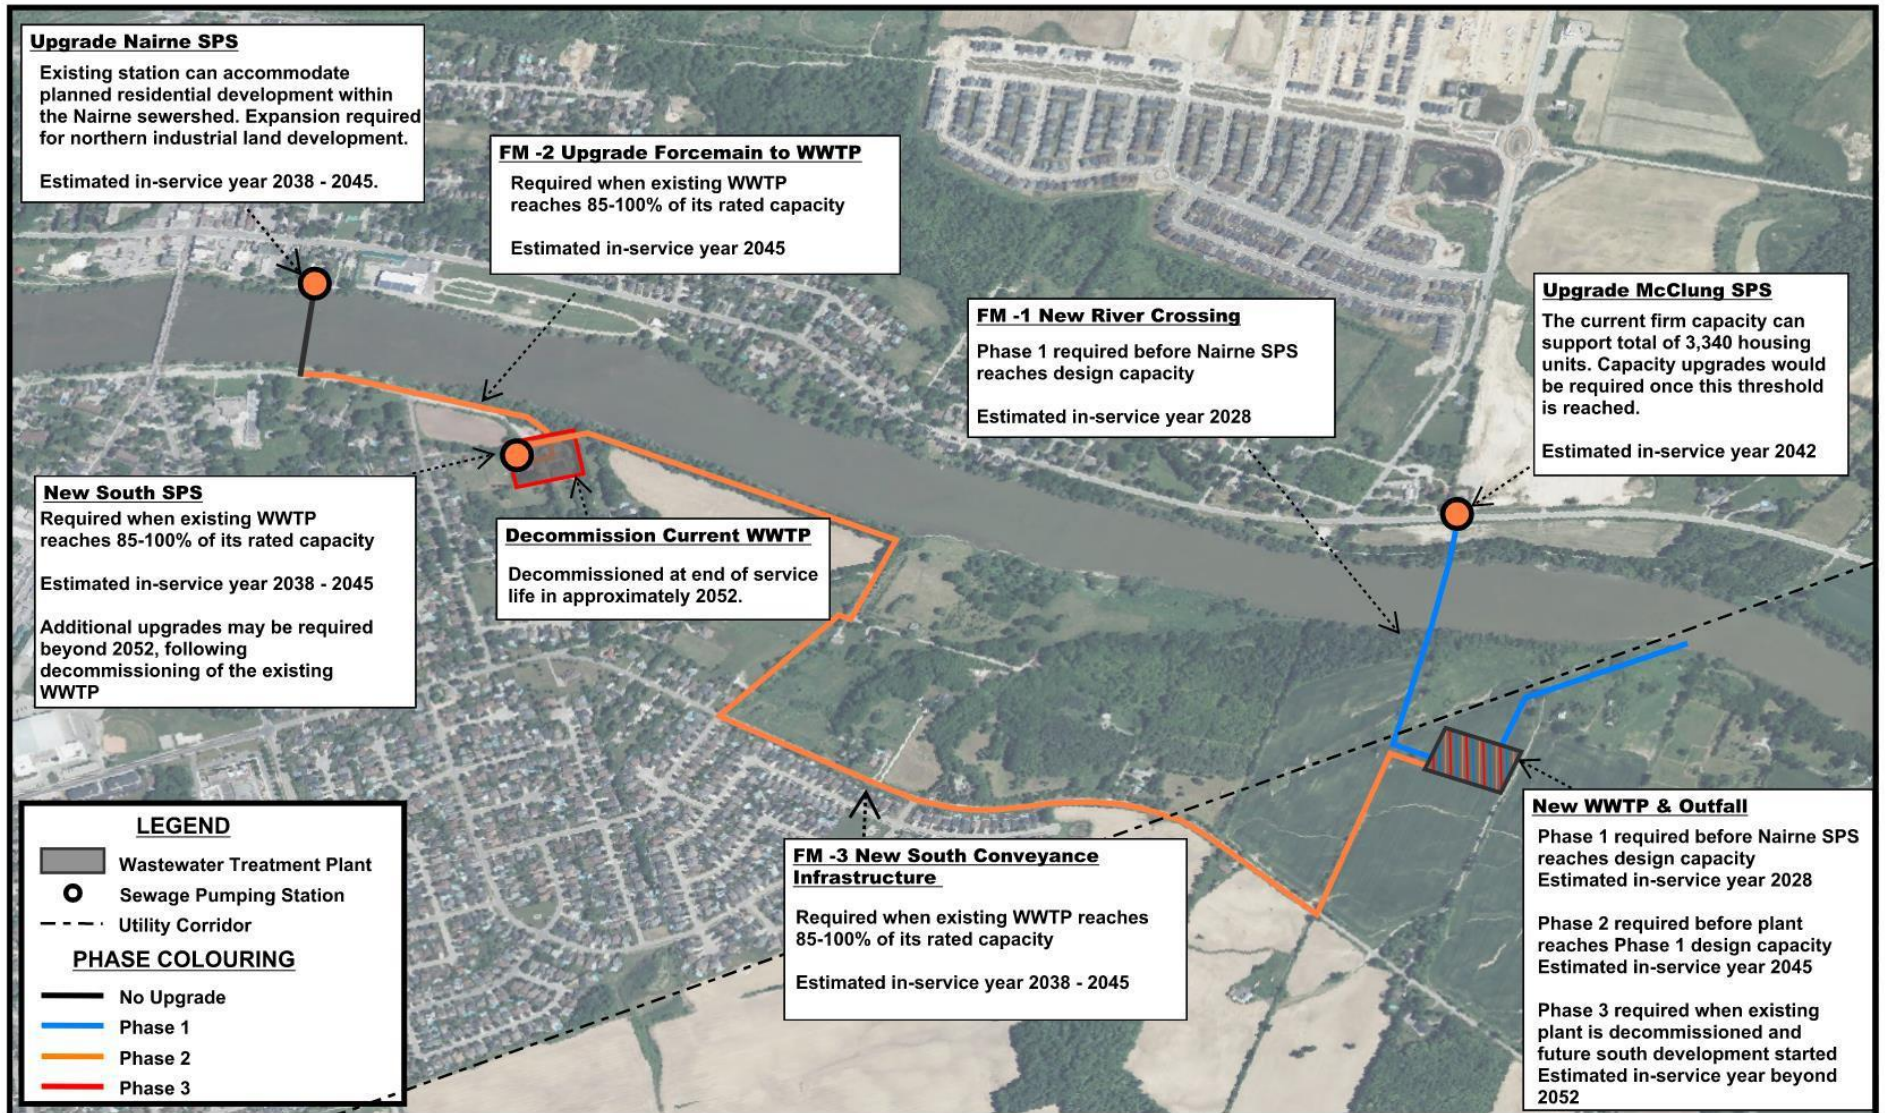 Upgrade Nairne SPS
Existing station can accommodate
planned residential development within
the Nairne sewershed. Expansion required
for northern industrial land development.
Estimated in-service year 2038 - 2045.
FM -2 Upgrade Forcemain to WWTP
Required when existing WWTP
reaches 85-100% of its rated capacity
Estimated in-service year 2045
FM -1 New River Crossing
Phase 1 required before Nairne SPS
reaches design capacity
Estimated in-service year 2028
Upgrade McClung SPS
The current firm capacity can
support total of 3,340 housing
units. Capacity upgrades would
be required once this threshold
is reached.
Estimated in-service year 2042
New South SPS
Required when existing WWTP
reaches 85-100% of its rated capacity
Estimated in-service year 2038 - 2045
Additional upgrades may be required
beyond 2052, following
decommissioning of the existing
WWTP
Decommission Current WWTP
Decommissioned at end of service
life in approximately 2052.
FM -3 New South Conveyance
Infrastructure
Required when existing WWTP reaches
85-100% of its rated capacity
Estimated in-service year 2038 - 2045
New WWTP & Outfall
Phase 1 required before Nairne SPS
reaches design capacity
Estimated in-service year 2028
Phase 2 required before plant
reaches Phase 1 design capacity
Estimated in-service year 2045
Phase 3 required when existing
plant is decommissioned and
future south development started
Estimated in-service year beyond
2052
LEGEND
Wastewater Treatment Plant
Sewage Pumping Station
Utility Corridor
PHASE COLOURING
No Upgrade
Phase 1
Phase 2
Phase 3